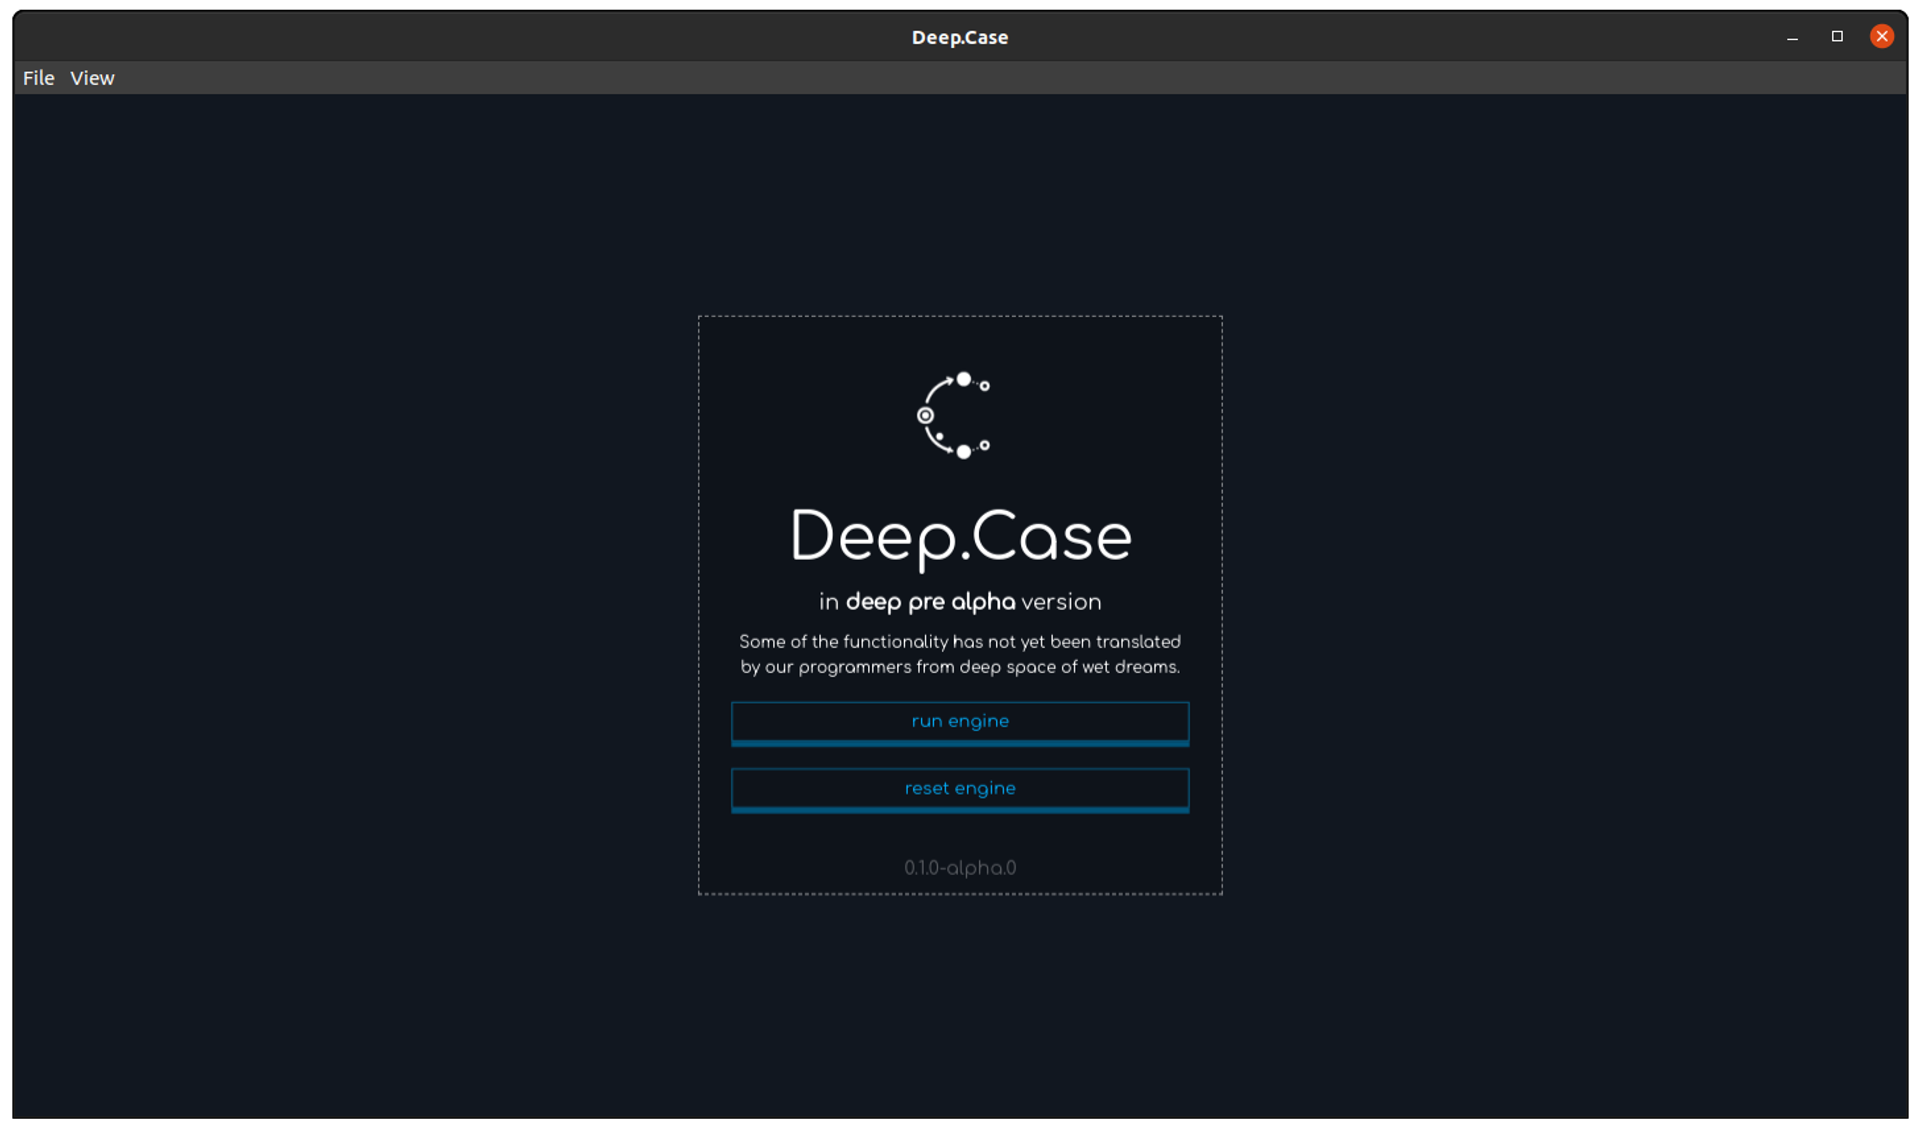 Deep.Case
File View
Deep.Case
in deep pre alpha version
Some of the functionality has not yet been translated
by our programmers from deep space of wet dreams.
run engine
reset engine
0.1.0-alpha.0